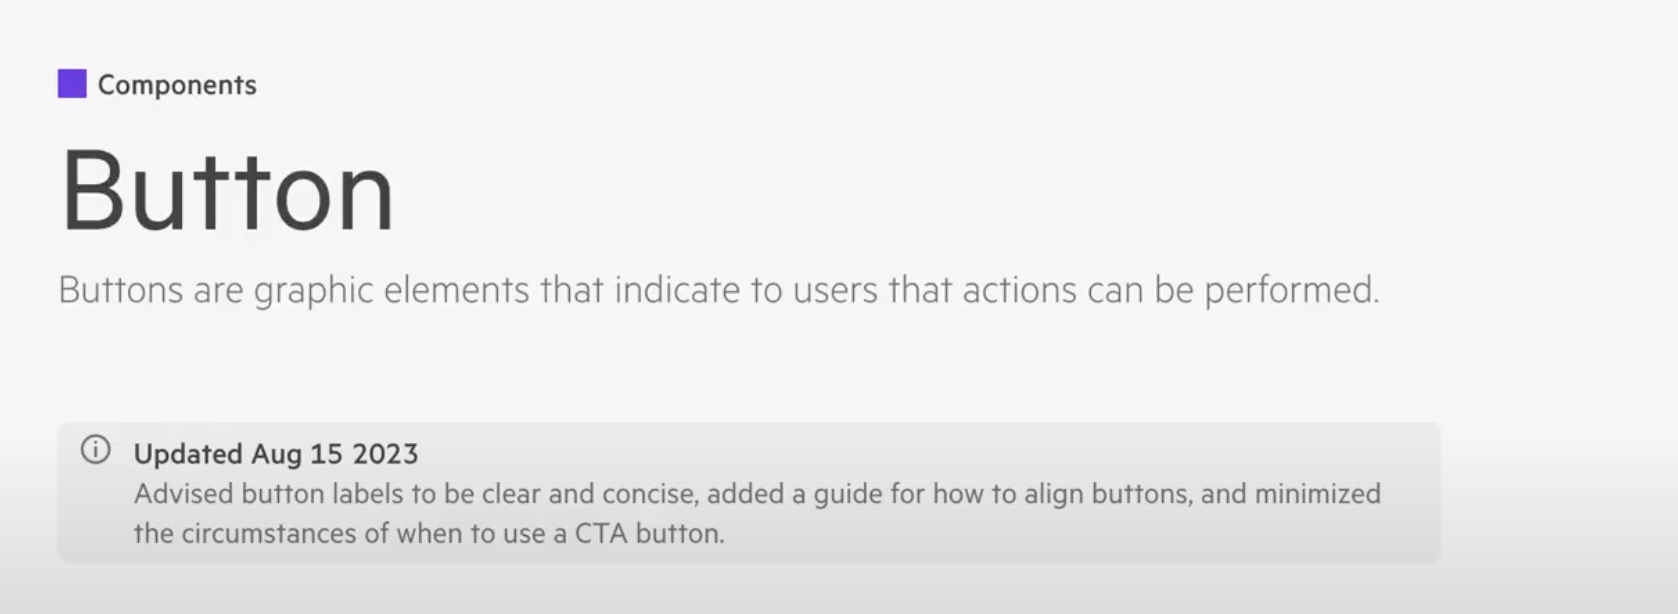 Components
Button
Buttons are graphic elements that indicate to users that actions can be performed.
Updated Aug 15 2023
Advised button labels to be clear and concise, added a guide for how to align buttons, and minimized
the circumstances of when to use a CTA button.